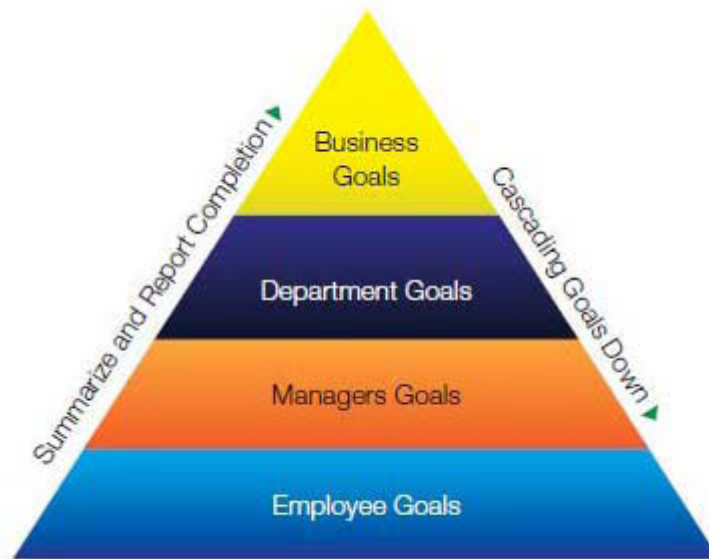 Business
Goals
Department Goals
Managers Goals
Employee Goals
Summarize and Report Completion
Cascading Goals Down